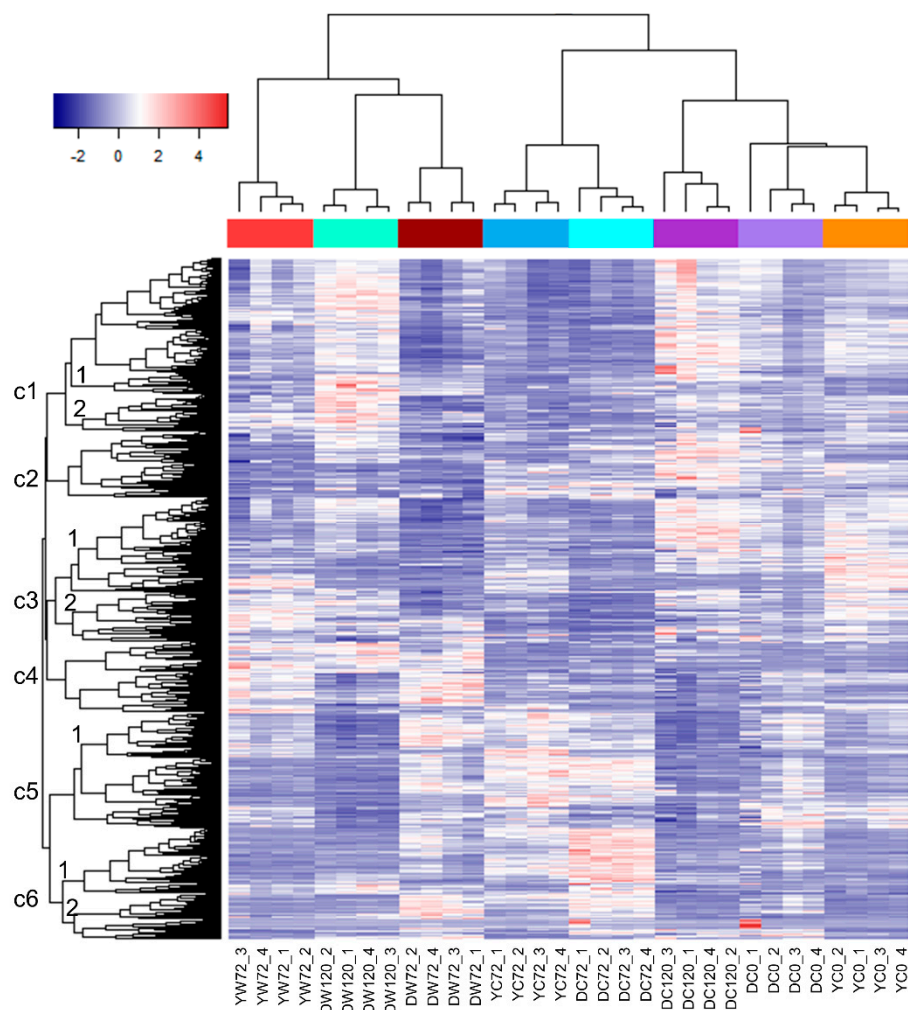 -2 0 2 4
c1
1
2
c2
1
c3
2
c4
1
c5
1
c6
2
YW72_3
YW72_4
YW72_1
YW72_2
DW120_2
DW120_1
DW120_4
DW120_3
DW72_2
DW72_4
DW72_3
DW72_1
YC72_1
YC72_2
YC72_3
YC72_4
DC72_1
DC72_2
DC72_3
DC72_4
DC120_3
DC120_1
DC120_4
DC120_2
DC0_1
DC0_2
DC0_3
DC0_4
YC0_2
YC0_1
YC0_3
YC0_4